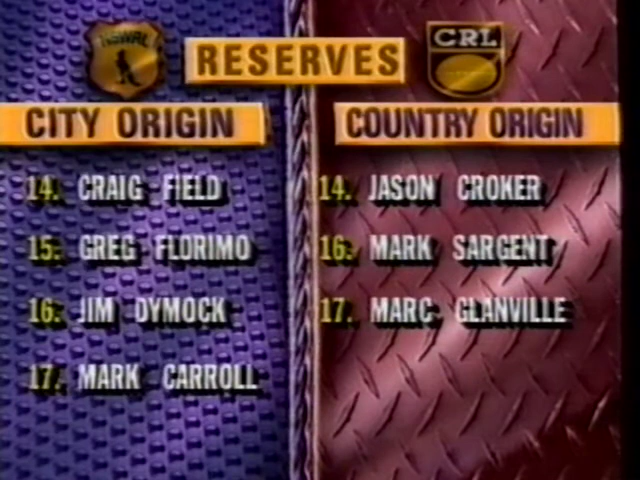 NSWRL
CRL
RESERVES
CITY ORIGIN
COUNTRY ORIGIN
14. CRAIG FIELD
15. GREG FLORIMO
16. JIM DYMOCK
17. MARK CARROLL
14. JASON CROKER
16. MARK SARGENT
17. MARC GLANVILLE